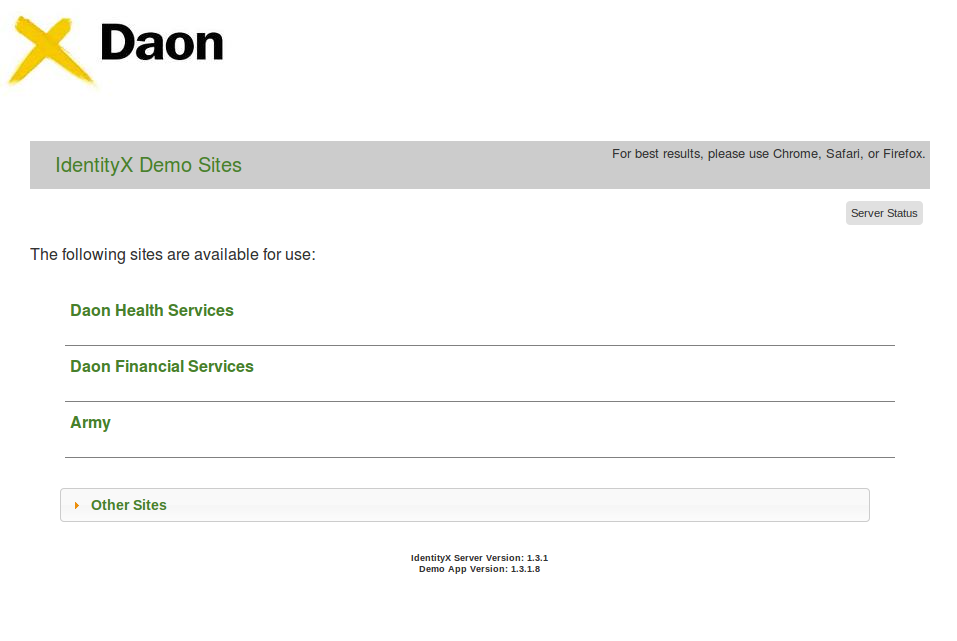 Daon
IdentityX Demo Sites
For best results, please use Chrome, Safari, or Firefox.
Server Status
The following sites are available for use:
Daon Health Services
Daon Financial Services
Army
Other Sites
IdentityX Server Version: 1.3.1
Demo App Version: 1.3.1.8